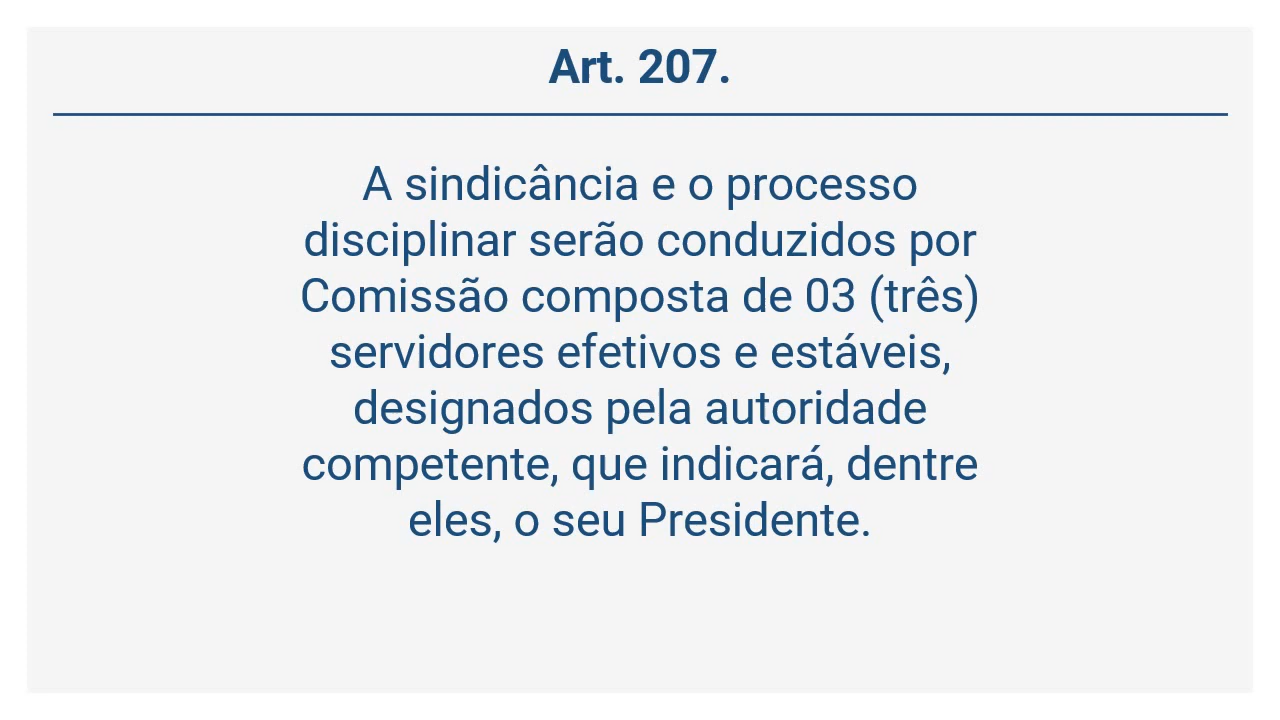 Art. 207.
A sindicância e o processo
disciplinar serão conduzidos por
Comissão composta de 03 (três)
servidores efetivos e estáveis,
designados pela autoridade
competente, que indicará, dentre
eles, o seu Presidente.